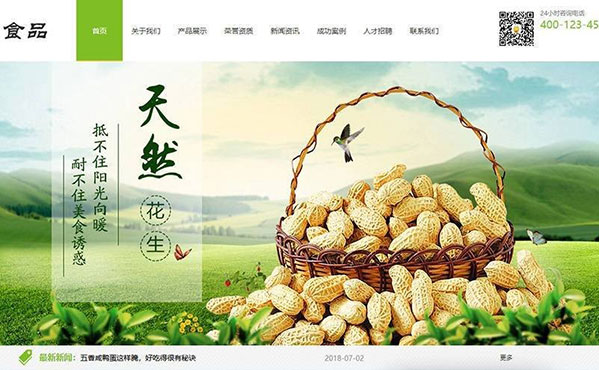 食品
首页 关于我们 产品展示 荣誉资质 新闻资讯 成功案例 人才招聘 联系我们
24小时咨询电话
400-123-45
天然
花生
抵不住阳光向暖
耐不住美食诱惑
最新新闻: 五香咸鸭蛋这样腌,好吃得很有秘诀 2018-07-02 更多